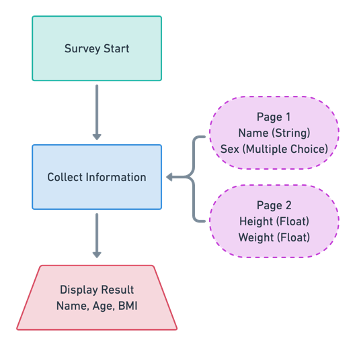 Survey Start
Page 1
Name (String)
Sex (Multiple Choice)
Collect Information
Page 2
Height (Float)
Weight (Float)
Display Result
Name, Age, BMI